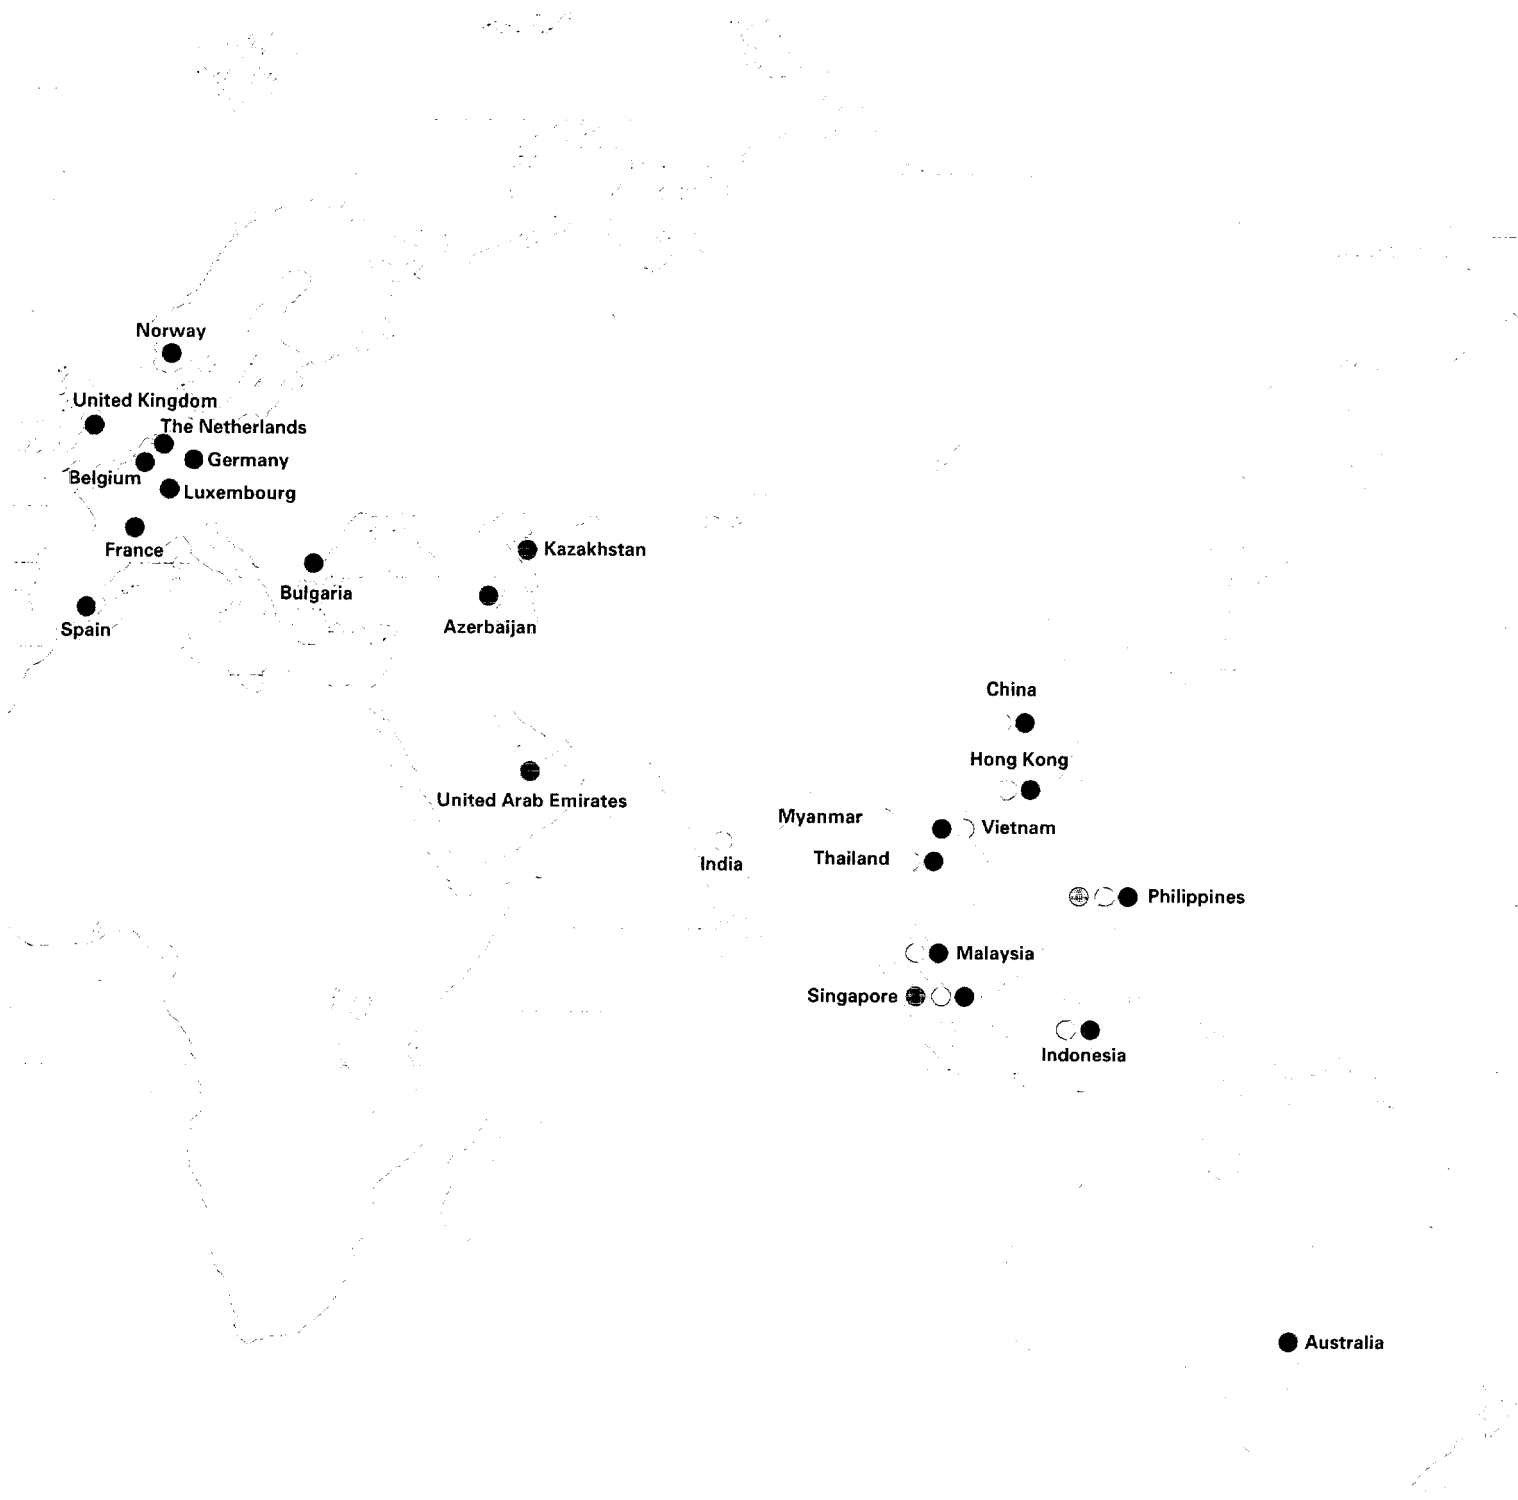 Norway
United Kingdom
The Netherlands
Germany
Belgium
Luxembourg
France
Kazakhstan
Bulgaria
Spain
Azerbaijan
China
Hong Kong
United Arab Emirates
Myanmar
Vietnam
Thailand
India
Philippines
Malaysia
Singapore
Indonesia
Australia